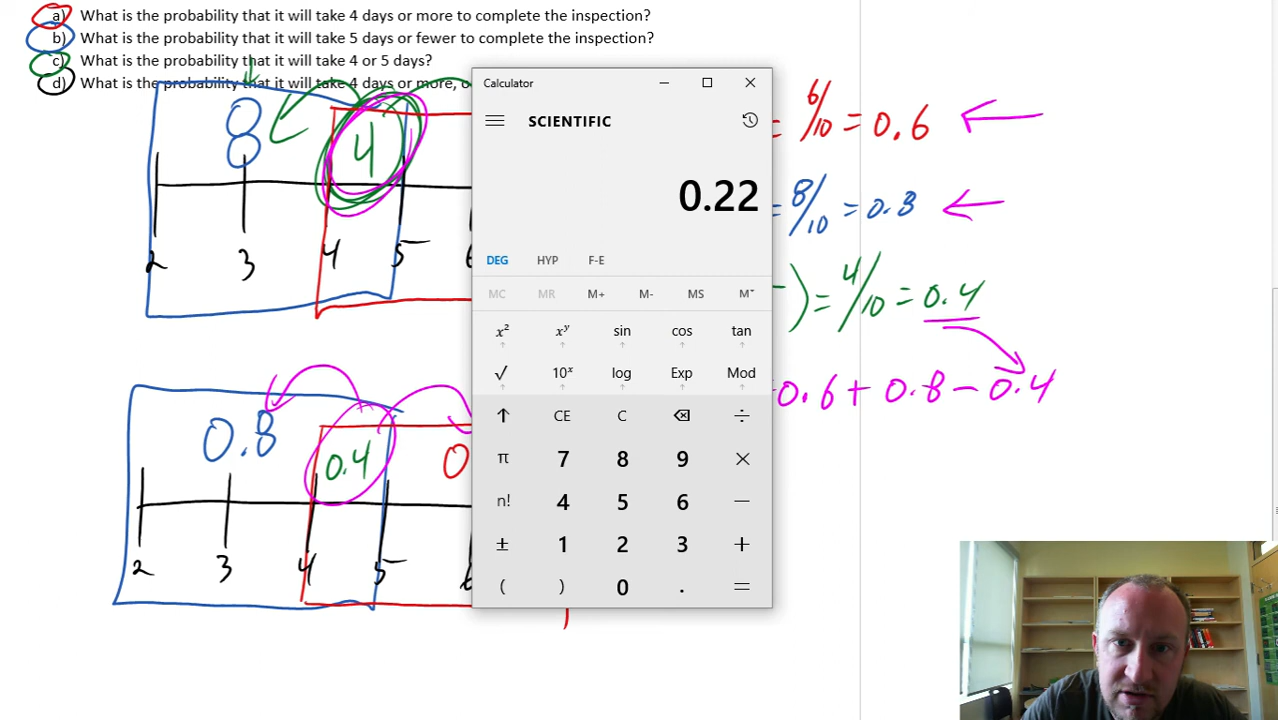 a) What is the probability that it will take 4 days or more to complete the inspection?
b) What is the probability that it will take 5 days or fewer to complete the inspection?
c) What is the probability that it will take 4 or 5 days?
d) What is the probability that it will take 4 days or more, o
8
8
4
2
3
4
5
6
= 6/10 = 0.6
= 8/10 = 0.8
) = 4/10 = 0.4
0.6 + 0.8 - 0.4
0.8
0.4
0
2
3
4
5
6
Calculator
SCIENTIFIC
0.22
DEG HYP F-E
MC MR M+ M- MS M˅
x² xʸ sin cos tan
√ 10ˣ log Exp Mod
↑ CE C ⌫ ÷
π 7 8 9 ×
n! 4 5 6 −
± 1 2 3 +
( ) 0 . =